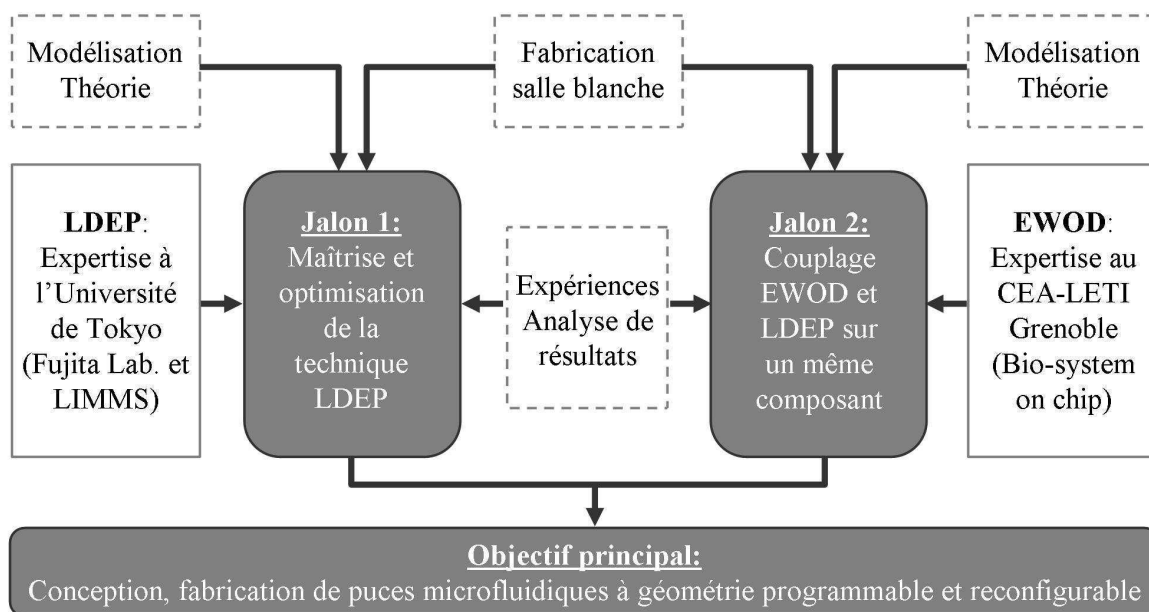 Modélisation
Théorie
Fabrication
salle blanche
Modélisation
Théorie
LDEP:
Expertise à
l’Université
de Tokyo
(Fujita Lab. et
LIMMS)
Jalon 1:
Maîtrise et
optimisation
de la
technique
LDEP
Expériences
Analyse de
résultats
Jalon 2:
Couplage
EWOD et
LDEP sur
un même
composant
EWOD:
Expertise au
CEA-LETI
Grenoble
(Bio-system
on chip)
Objectif principal:
Conception, fabrication de puces microfluidiques à géométrie programmable et reconfigurable